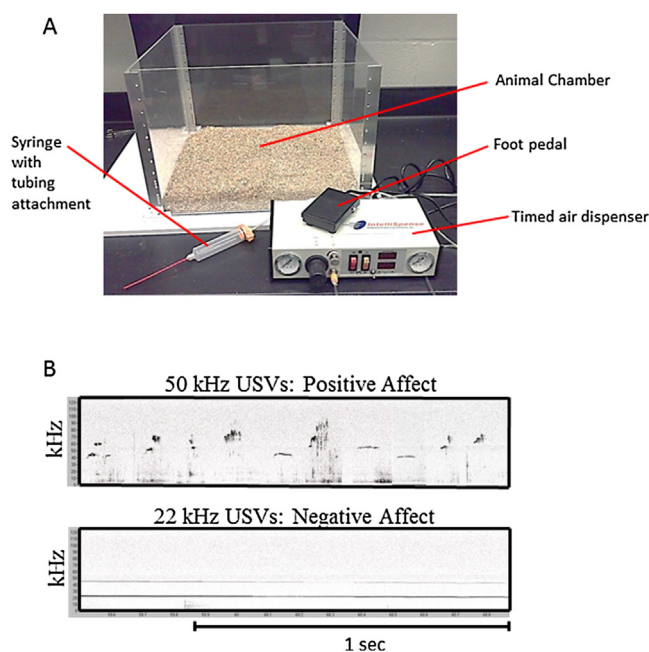 A
Animal Chamber
Foot pedal
Syringe
with
tubing
attachment
Timed air dispenser
B
50 kHz USVs: Positive Affect
kHz
22 kHz USVs: Negative Affect
kHz
1 sec